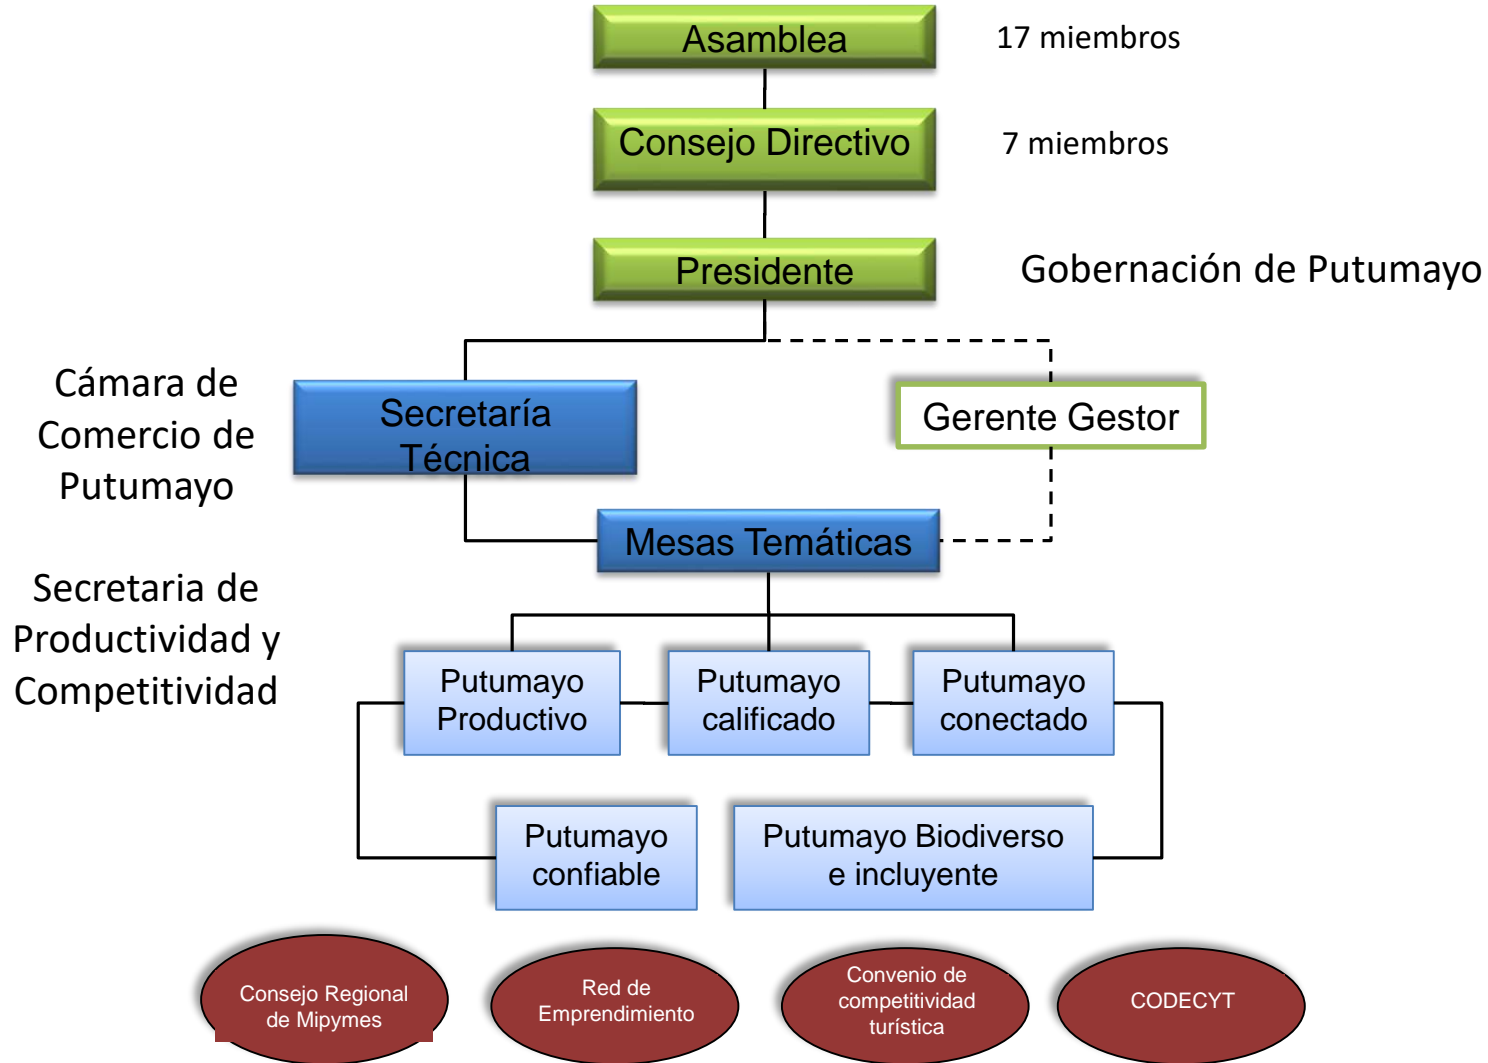 Asamblea
17 miembros
Consejo Directivo
7 miembros
Presidente
Gobernación de Putumayo
Cámara de
Comercio de
Putumayo
Secretaría
Técnica
Gerente Gestor
Mesas Temáticas
Secretaria de
Productividad y
Competitividad
Putumayo
Productivo
Putumayo
calificado
Putumayo
conectado
Putumayo
confiable
Putumayo Biodiverso
e incluyente
Consejo Regional
de Mipymes
Red de
Emprendimiento
Convenio de
competitividad
turística
CODECYT